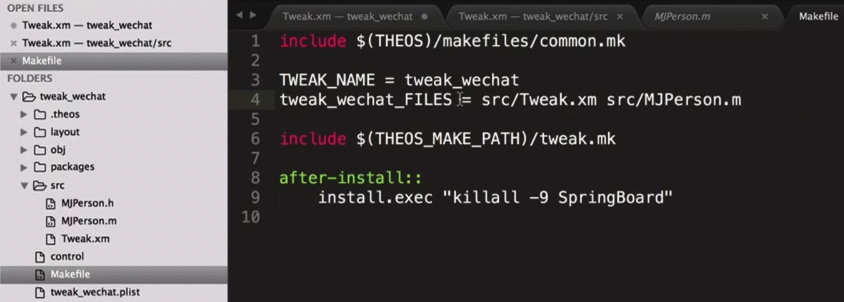 OPEN FILES
Tweak.xm — tweak_wechat
Tweak.xm — tweak_wechat/src
Makefile
FOLDERS
tweak_wechat
.theos
layout
obj
packages
src
MJPerson.h
MJPerson.m
Tweak.xm
control
Makefile
tweak_wechat.plist
Tweak.xm — tweak_wechat
Tweak.xm — tweak_wechat/src
MJPerson.m
Makefile
1 include $(THEOS)/makefiles/common.mk
2
3 TWEAK_NAME = tweak_wechat
4 tweak_wechat_FILES = src/Tweak.xm src/MJPerson.m
5
6 include $(THEOS_MAKE_PATH)/tweak.mk
7
8 after-install::
9 install.exec "killall -9 SpringBoard"
10